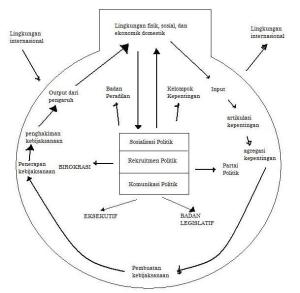 Lingkungan fisik, sosial, dan
ekonomik domestik
Lingkungan
internasional
Lingkungan
internasional
Output dari
pengaruh
Badan
Peradilan
Kelompok
Kepentingan
Input
artikulasi
kepentingan
penghakiman
kebijaksanaan
Sosialisasi Politik
Rekruitmen Politik
Komunikasi Politik
agregasi
kepentingan
Penerapan
kebijaksanaan
BIROKRASI
Partai
Politik
EKSEKUTIF
BADAN
LEGISLATIF
Pembuatan
kebijaksanaan